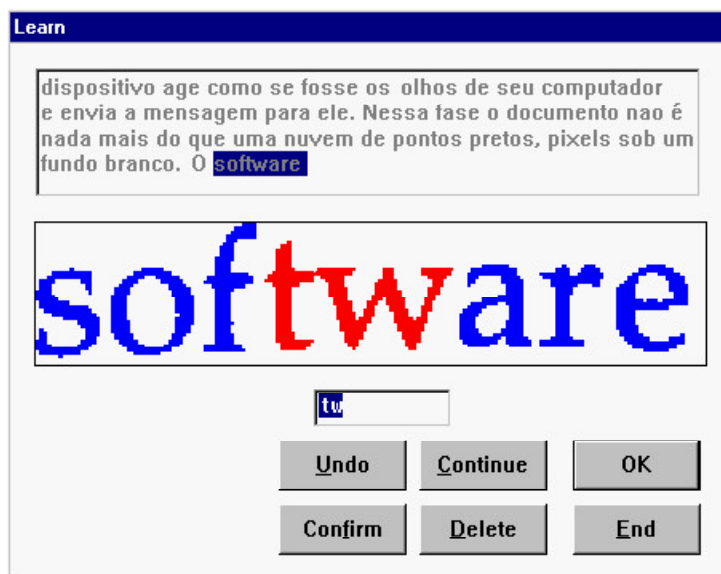 Learn
dispositivo age como se fosse os olhos de seu computador
e envia a mensagem para ele. Nessa fase o documento nao é
nada mais do que uma nuvem de pontos pretos, pixels sob um
fundo branco. O software
software
tw
Undo Continue OK
Confirm Delete End